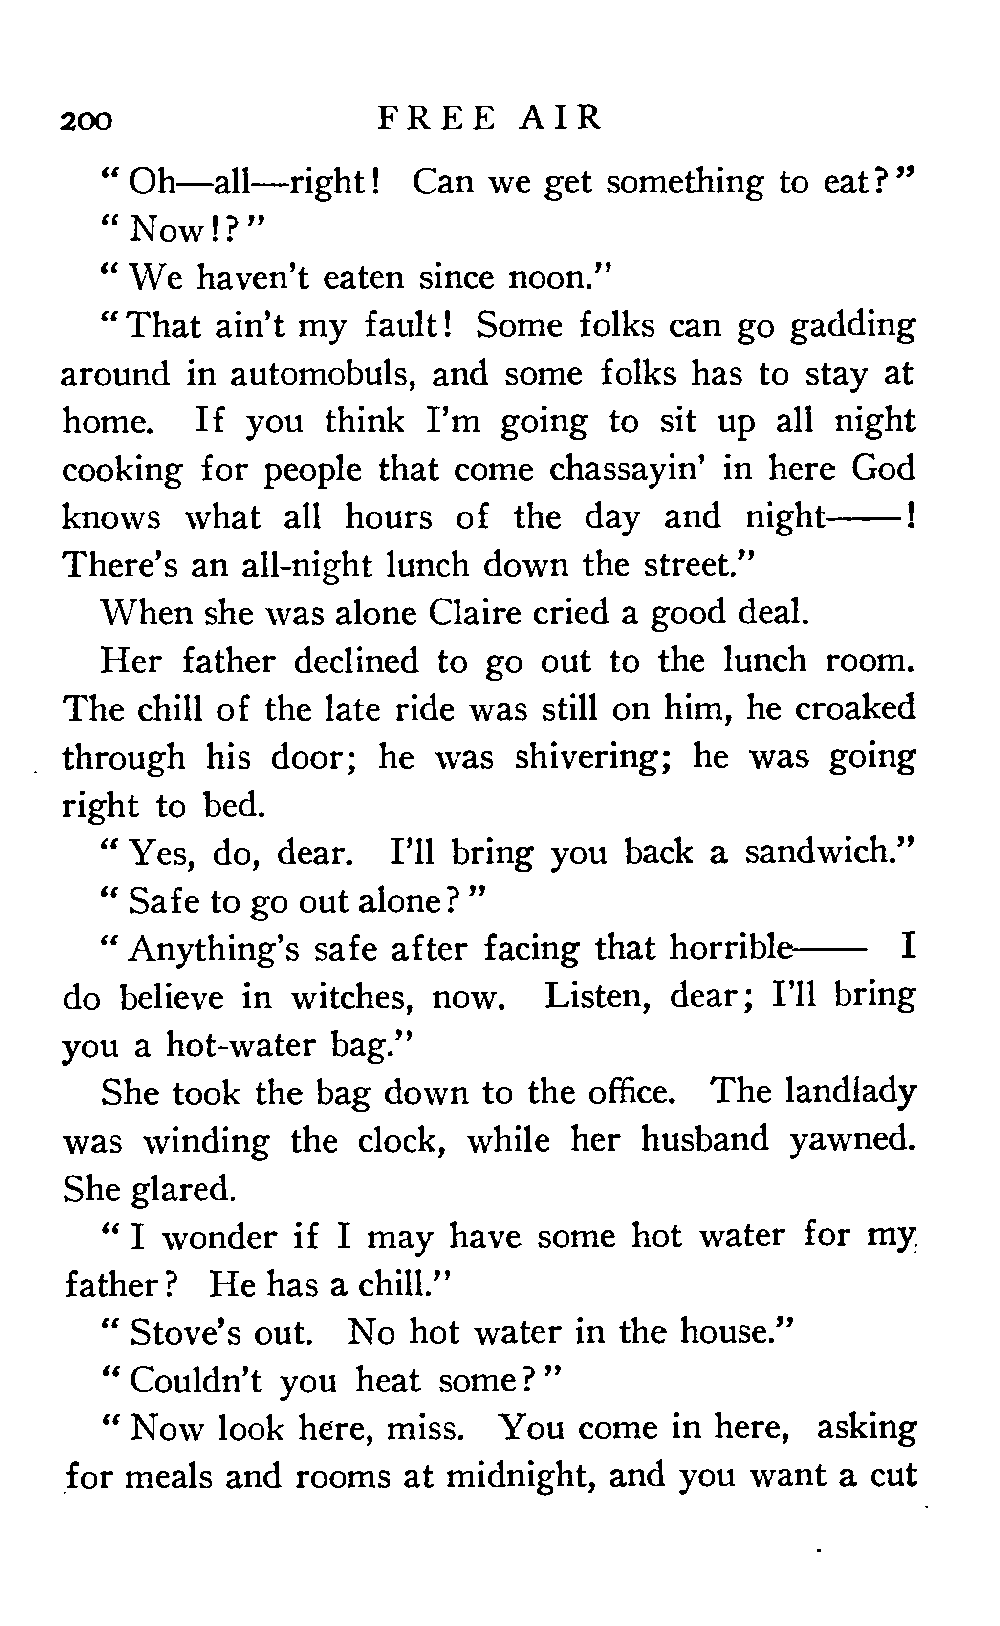 200 FREE AIR
“Oh—all—right! Can we get something to eat?”
“Now!?”
“We haven't eaten since noon.”
“That ain't my fault! Some folks can go gadding
around in automobuls, and some folks has to stay at
home. If you think I'm going to sit up all night
cooking for people that come chassayin' in here God
knows what all hours of the day and night——!
There's an all-night lunch down the street.”
When she was alone Claire cried a good deal.
Her father declined to go out to the lunch room.
The chill of the late ride was still on him, he croaked
through his door; he was shivering; he was going
right to bed.
“Yes, do, dear. I'll bring you back a sandwich.”
“Safe to go out alone?”
“Anything's safe after facing that horrible—— I
do believe in witches, now. Listen, dear; I'll bring
you a hot-water bag.”
She took the bag down to the office. The landlady
was winding the clock, while her husband yawned.
She glared.
“I wonder if I may have some hot water for my
father? He has a chill.”
“Stove's out. No hot water in the house.”
“Couldn't you heat some?”
“Now look here, miss. You come in here, asking
for meals and rooms at midnight, and you want a cut